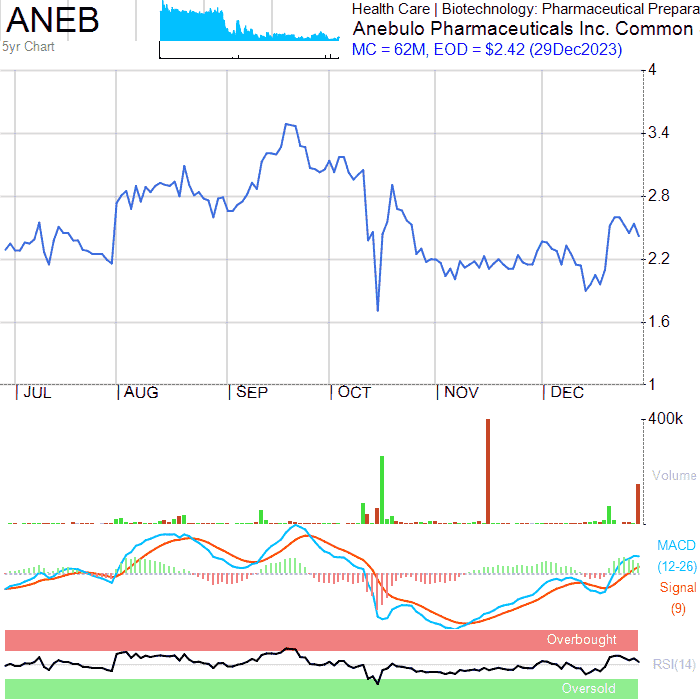 ANEB
5yr Chart
Health Care | Biotechnology: Pharmaceutical Prepara
Anebulo Pharmaceuticals Inc. Common
MC = 62M, EOD = $2.42 (29Dec2023)
4
3.4
2.8
2.2
1.6
1
JUL
AUG
SEP
OCT
NOV
DEC
400k
Volume
MACD
(12-26)
Signal
(9)
Overbought
RSI(14)
Oversold